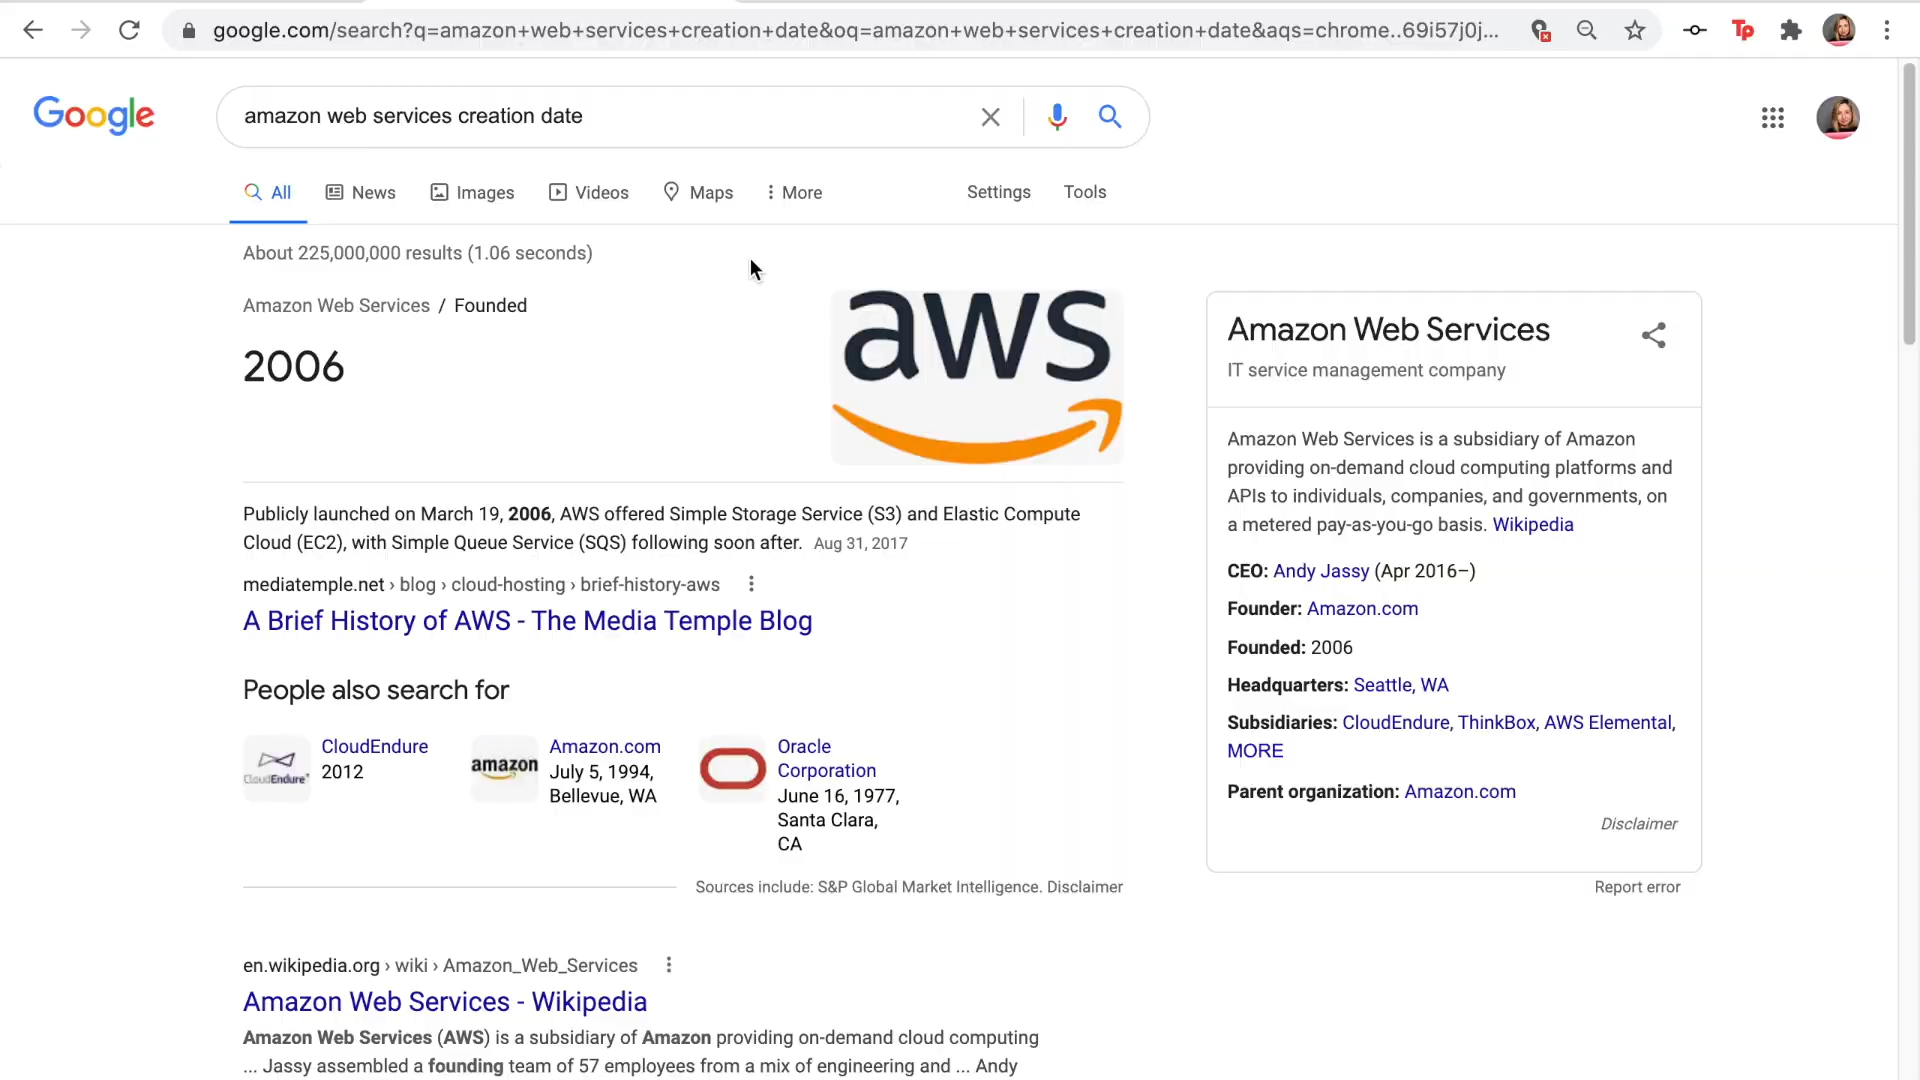 google.com/search?q=amazon+web+services+creation+date&oq=amazon+web+services+creation+date&aqs=chrome..69i57j0j...
Tp
Google
amazon web services creation date
All
News
Images
Videos
Maps
More
Settings
Tools
About 225,000,000 results (1.06 seconds)
Amazon Web Services / Founded
2006
aws
Publicly launched on March 19, 2006, AWS offered Simple Storage Service (S3) and Elastic Compute
Cloud (EC2), with Simple Queue Service (SQS) following soon after. Aug 31, 2017
mediatemple.net › blog › cloud-hosting › brief-history-aws
A Brief History of AWS - The Media Temple Blog
People also search for
CloudEndure
CloudEndure
2012
amazon
Amazon.com
July 5, 1994,
Bellevue, WA
Oracle
Corporation
June 16, 1977,
Santa Clara,
CA
Sources include: S&P Global Market Intelligence. Disclaimer
en.wikipedia.org › wiki › Amazon_Web_Services
Amazon Web Services - Wikipedia
Amazon Web Services (AWS) is a subsidiary of Amazon providing on-demand cloud computing
... Jassy assembled a founding team of 57 employees from a mix of engineering and ... Andy
Amazon Web Services
IT service management company
Amazon Web Services is a subsidiary of Amazon
providing on-demand cloud computing platforms and
APIs to individuals, companies, and governments, on
a metered pay-as-you-go basis. Wikipedia
CEO: Andy Jassy (Apr 2016–)
Founder: Amazon.com
Founded: 2006
Headquarters: Seattle, WA
Subsidiaries: CloudEndure, ThinkBox, AWS Elemental,
MORE
Parent organization: Amazon.com
Disclaimer
Report error